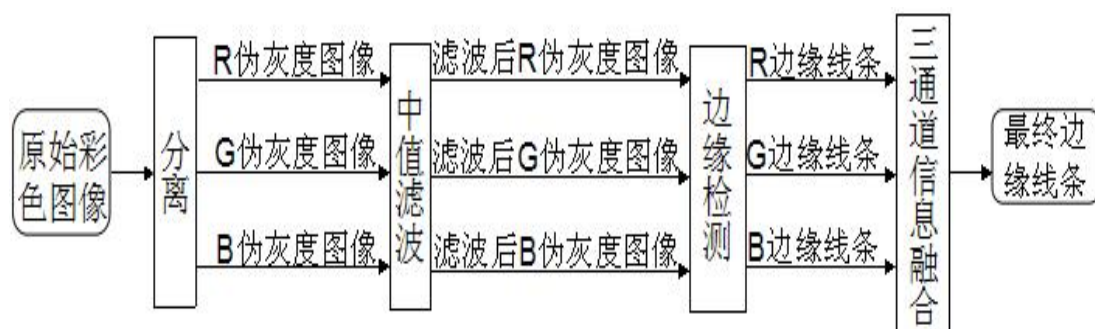 原始彩
色图像
分离
R伪灰度图像
G伪灰度图像
B伪灰度图像
中值滤波
滤波后R伪灰度图像
滤波后G伪灰度图像
滤波后B伪灰度图像
边缘检测
R边缘线条
G边缘线条
B边缘线条
三通道信息融合
最终边
缘线条